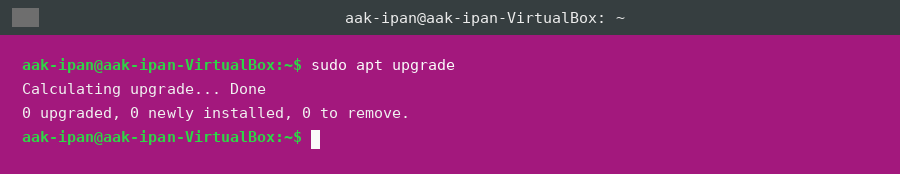 aak-ipan@aak-ipan-VirtualBox: ~
aak-ipan@aak-ipan-VirtualBox:~$ sudo apt upgrade
Calculating upgrade... Done
0 upgraded, 0 newly installed, 0 to remove.
aak-ipan@aak-ipan-VirtualBox:~$